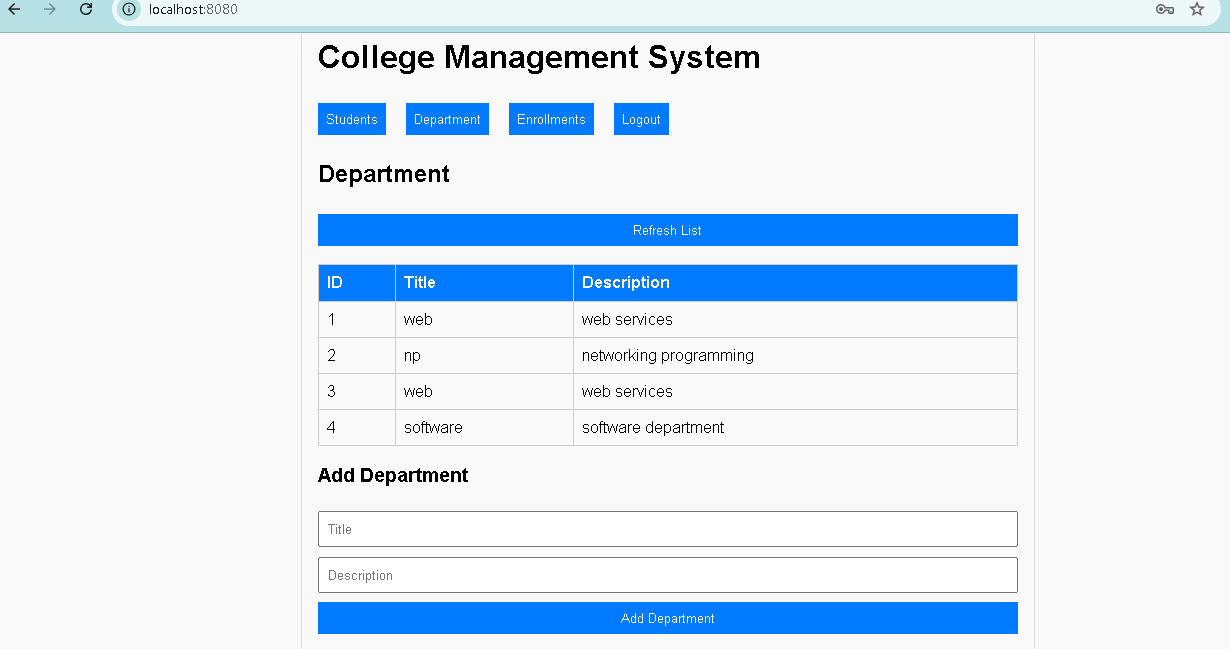 localhost:8080
College Management System
Students Department Enrollments Logout
Department
Refresh List
ID Title Description
1 web web services
2 np networking programming
3 web web services
4 software software department
Add Department
Title
Description
Add Department